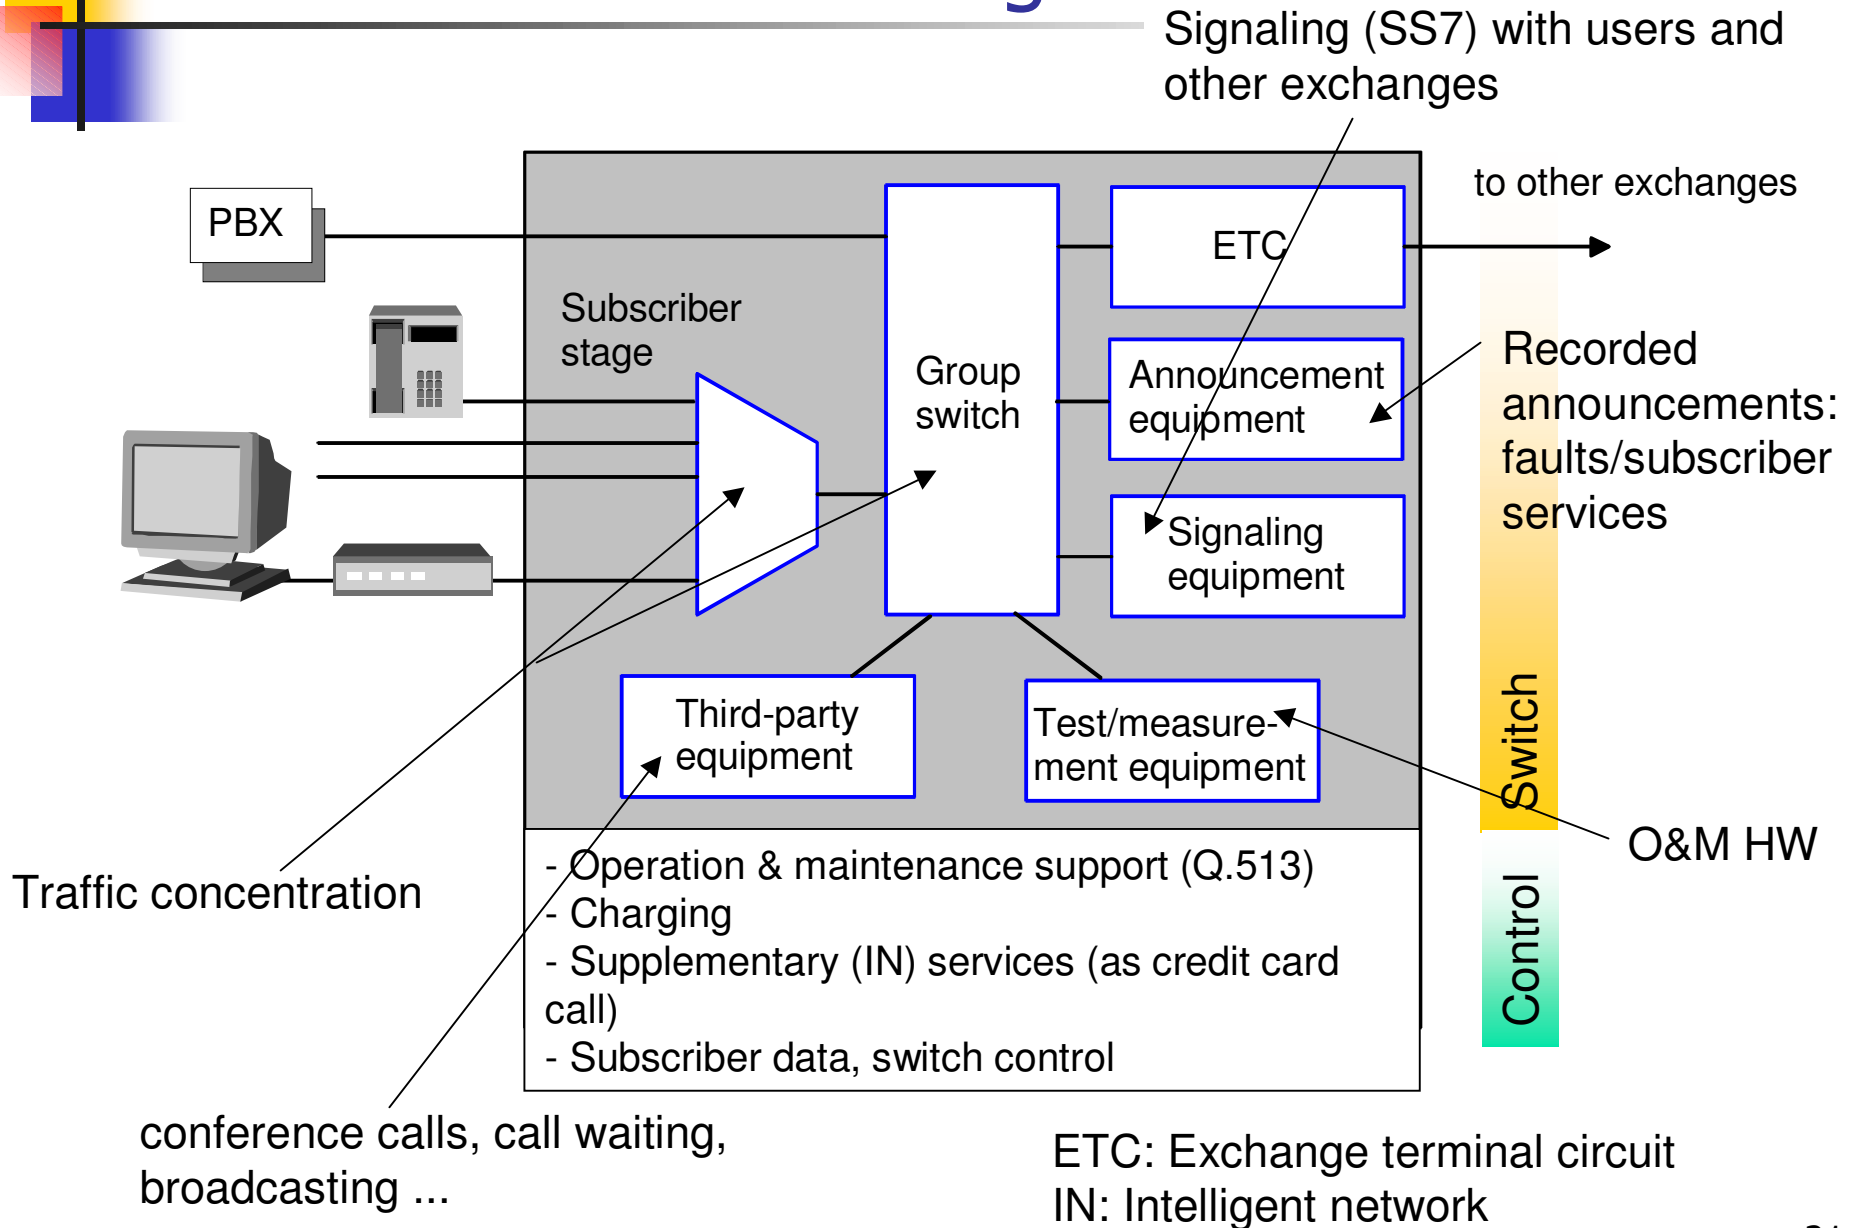 Signaling (SS7) with users and
other exchanges
to other exchanges
PBX
ETC
Subscriber
stage
Group
switch
Announcement
equipment
Recorded
announcements:
faults/subscriber
services
Signaling
equipment
Third-party
equipment
Test/measure-
ment equipment
Switch
O&M HW
Traffic concentration
- Operation & maintenance support (Q.513)
- Charging
- Supplementary (IN) services (as credit card
call)
- Subscriber data, switch control
Control
conference calls, call waiting,
broadcasting ...
ETC: Exchange terminal circuit
IN: Intelligent network